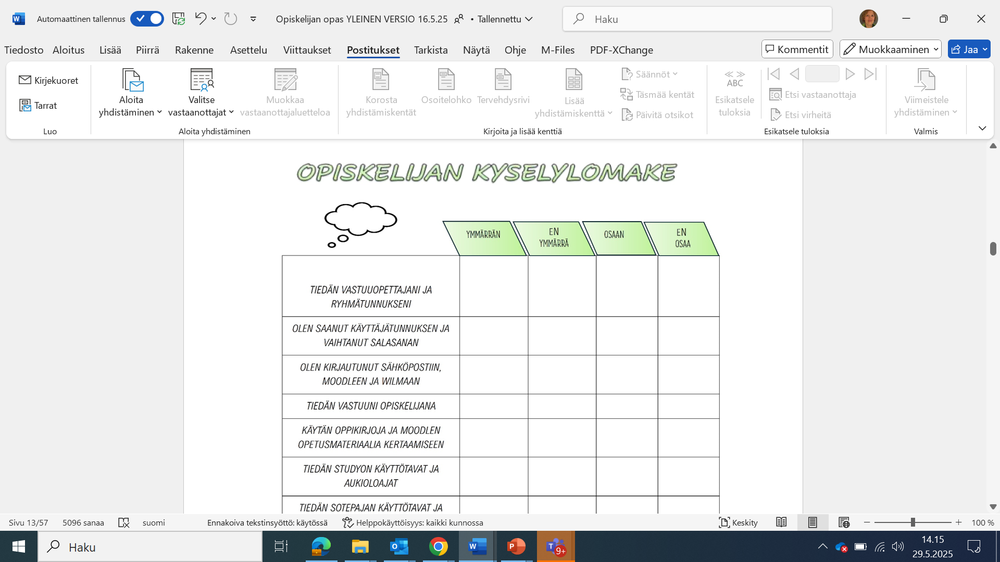 Automaattinen tallennus
Opiskelijan opas YLEINEN VERSIO 16.5.25 • Tallennettu
Haku
Tiedosto Aloitus Lisää Piirrä Rakenne Asettelu Viittaukset Postitukset Tarkista Näytä Ohje M-Files PDF-XChange
Kommentit Muokkaaminen Jaa
Kirjekuoret
Tarrat
Luo
Aloita
yhdistäminen
Valitse
vastaanottajat
Muokkaa
vastaanottajaluetteloa
Aloita yhdistäminen
Korosta
yhdistämiskentät
Osoitelohko
Tervehdysrivi
Lisää
yhdistämiskenttä
Säännöt
Täsmää kentät
Päivitä otsikot
Kirjoita ja lisää kenttiä
ABC
Esikatsele
tuloksia
Etsi vastaanottaja
Etsi virheitä
Esikatsele tuloksia
Viimeistele
yhdistäminen
Valmis
OPISKELIJAN KYSELYLOMAKE
YMMÄRRÄN
EN
YMMÄRRÄ
OSAAN
EN
OSAA
TIEDÄN VASTUUOPETTAJANI JA
RYHMÄTUNNUKSENI
OLEN SAANUT KÄYTTÄJÄTUNNUKSEN JA
VAIHTANUT SALASANAN
OLEN KIRJAUTUNUT SÄHKÖPOSTIIN,
MOODLEEN JA WILMAAN
TIEDÄN VASTUUNI OPISKELIJANA
KÄYTÄN OPPIKIRJOJA JA MOODLEN
OPETUSMATERIAALIA KERTAAMISEEN
TIEDÄN STUDYON KÄYTTÖTAVAT JA
AUKIOLOAJAT
TIEDÄN SOTEPAJAN KÄYTTÖTAVAT JA
Sivu 13/57 5096 sanaa suomi Ennakoiva tekstinsyöttö: käytössä Helppokäyttöisyys: kaikki kunnossa Keskity 100 %
Haku
9+
14.15
29.5.2025